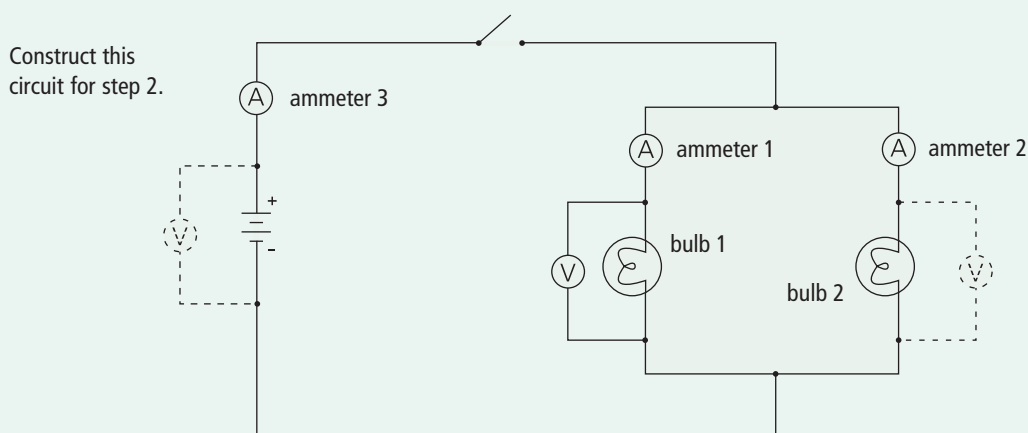 Construct this
circuit for step 2.
A ammeter 3
A ammeter 1
A ammeter 2
+
V
-
bulb 1
V
V
bulb 2